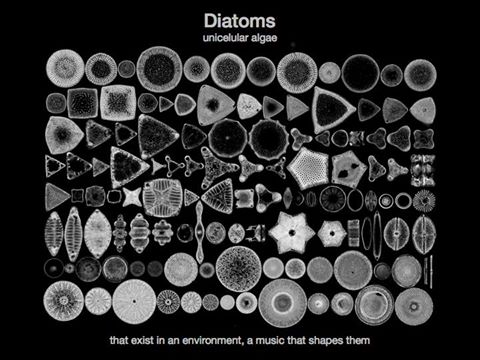 Diatoms
unicelular algae
that exist in an environment, a music that shapes them